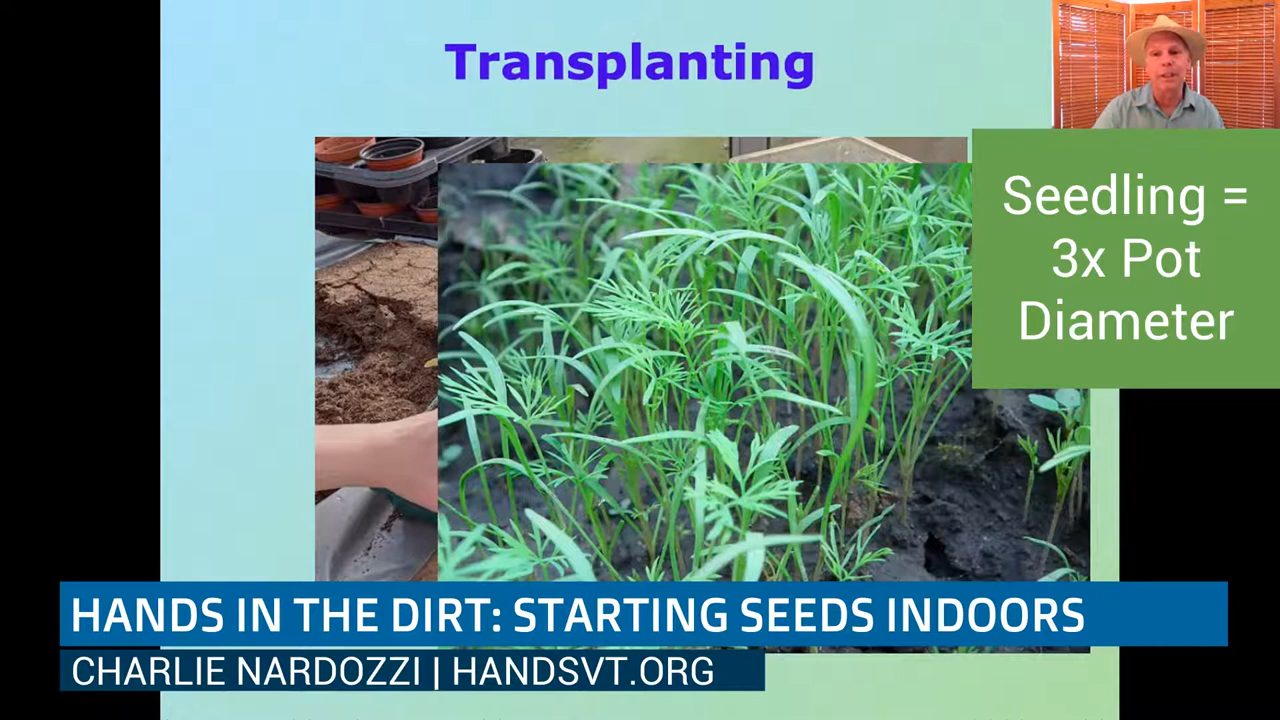 Transplanting
Seedling =
3x Pot
Diameter
HANDS IN THE DIRT: STARTING SEEDS INDOORS
CHARLIE NARDOZZI | HANDSVT.ORG